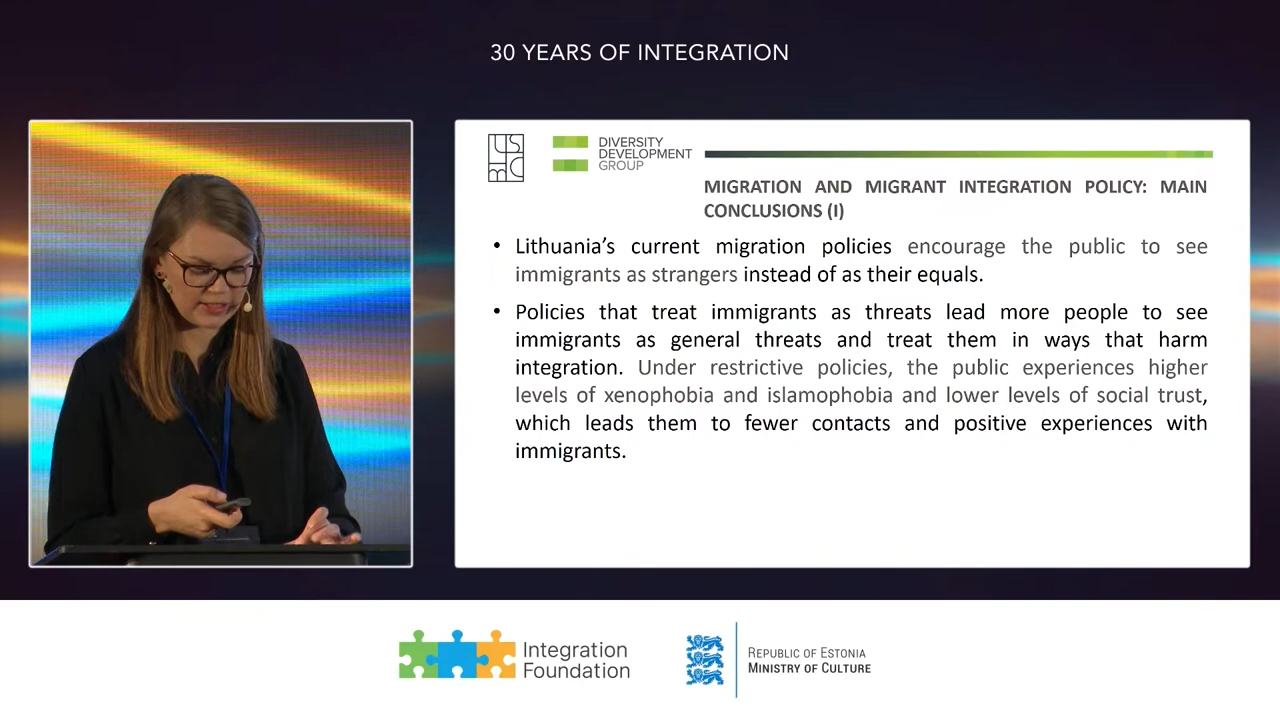 30 YEARS OF INTEGRATION
DIVERSITY
DEVELOPMENT
GROUP
MIGRATION AND MIGRANT INTEGRATION POLICY: MAIN
CONCLUSIONS (I)
• Lithuania’s current migration policies encourage the public to see
immigrants as strangers instead of as their equals.
• Policies that treat immigrants as threats lead more people to see
immigrants as general threats and treat them in ways that harm
integration. Under restrictive policies, the public experiences higher
levels of xenophobia and islamophobia and lower levels of social trust,
which leads them to fewer contacts and positive experiences with
immigrants.
Integration
Foundation
REPUBLIC OF ESTONIA
MINISTRY OF CULTURE